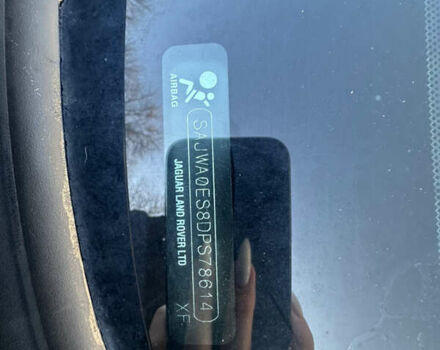 AIRBAG
SAJWA0ES8DPS78614
JAGUAR LAND ROVER LTD
XF